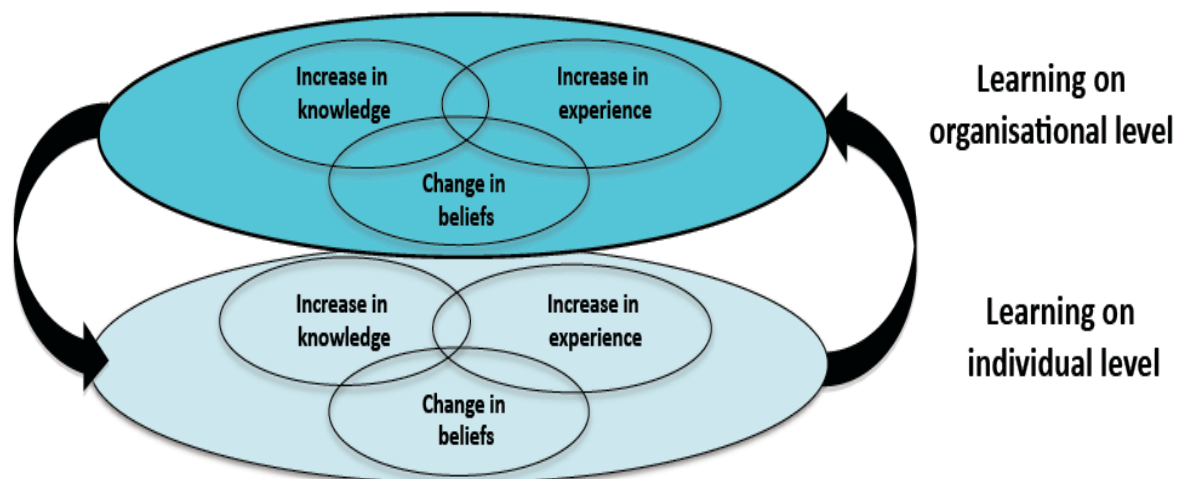 Increase in
knowledge
Increase in
experience
Change in
beliefs
Learning on
organisational level
Increase in
knowledge
Increase in
experience
Change in
beliefs
Learning on
individual level